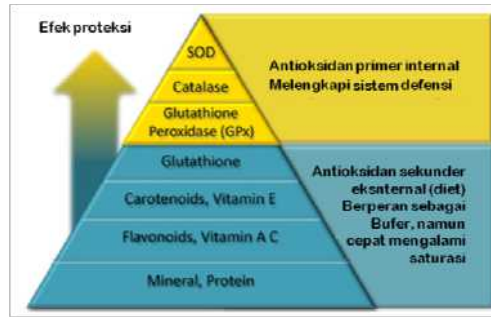 Efek proteksi
SOD
Catalase
Glutathione
Peroxidase (GPx)
Glutathione
Carotenoids, Vitamin E
Flavonoids, Vitamin A C
Mineral, Protein
Antioksidan primer internal
Melengkapi sistem defensi
Antioksidan sekunder
eksnternal (diet)
Berperan sebagai
Bufer, namun
cepat mengalami
saturasi